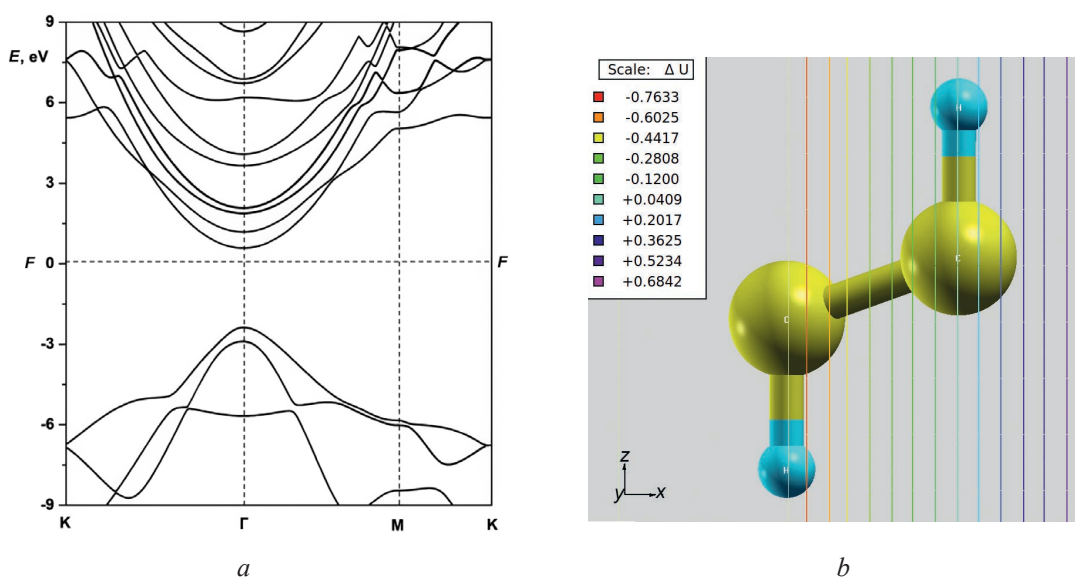 9
E, eV
6
3
F 0 F
-3
-6
-9
K Γ M K
a
Scale: Δ U
-0.7633
-0.6025
-0.4417
-0.2808
-0.1200
+0.0409
+0.2017
+0.3625
+0.5234
+0.6842
H
C
C
H
z
y x
b